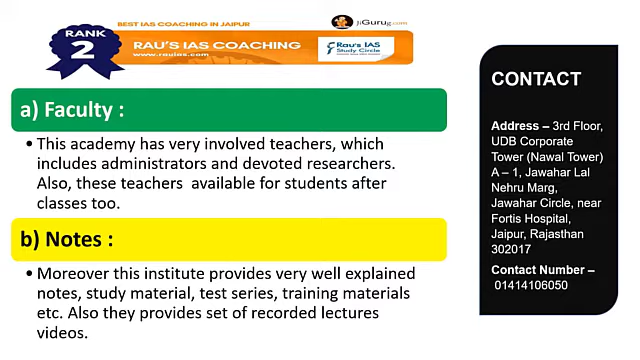 BEST IAS COACHING IN JAIPUR
JiGurug.com
RANK
2
RAU'S IAS COACHING
www.rauias.com
Rau's IAS
Study Circle
a) Faculty :
• This academy has very involved teachers, which
includes administrators and devoted researchers.
Also, these teachers available for students after
classes too.
b) Notes :
• Moreover this institute provides very well explained
notes, study material, test series, training materials
etc. Also they provides set of recorded lectures
videos.
CONTACT
Address – 3rd Floor,
UDB Corporate
Tower (Nawal Tower)
A – 1, Jawahar Lal
Nehru Marg,
Jawahar Circle, near
Fortis Hospital,
Jaipur, Rajasthan
302017
Contact Number –
01414106050